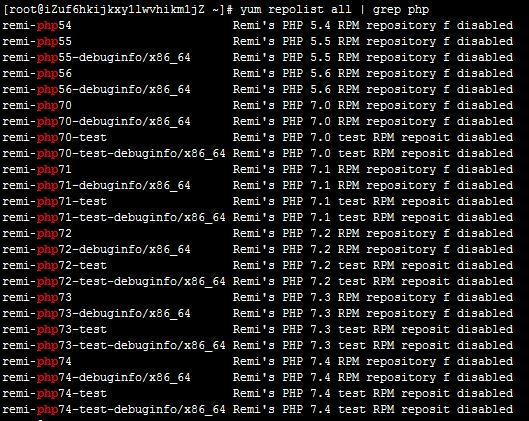 [root@iZuf6hkijkxy1lwvhikm1jZ ~]# yum repolist all | grep php
remi-php54 Remi's PHP 5.4 RPM repository f disabled
remi-php55 Remi's PHP 5.5 RPM repository f disabled
remi-php55-debuginfo/x86_64 Remi's PHP 5.5 RPM repository f disabled
remi-php56 Remi's PHP 5.6 RPM repository f disabled
remi-php56-debuginfo/x86_64 Remi's PHP 5.6 RPM repository f disabled
remi-php70 Remi's PHP 7.0 RPM repository f disabled
remi-php70-debuginfo/x86_64 Remi's PHP 7.0 RPM repository f disabled
remi-php70-test Remi's PHP 7.0 test RPM reposit disabled
remi-php70-test-debuginfo/x86_64 Remi's PHP 7.0 test RPM reposit disabled
remi-php71 Remi's PHP 7.1 RPM repository f disabled
remi-php71-debuginfo/x86_64 Remi's PHP 7.1 RPM repository f disabled
remi-php71-test Remi's PHP 7.1 test RPM reposit disabled
remi-php71-test-debuginfo/x86_64 Remi's PHP 7.1 test RPM reposit disabled
remi-php72 Remi's PHP 7.2 RPM repository f disabled
remi-php72-debuginfo/x86_64 Remi's PHP 7.2 RPM repository f disabled
remi-php72-test Remi's PHP 7.2 test RPM reposit disabled
remi-php72-test-debuginfo/x86_64 Remi's PHP 7.2 test RPM reposit disabled
remi-php73 Remi's PHP 7.3 RPM repository f disabled
remi-php73-debuginfo/x86_64 Remi's PHP 7.3 RPM repository f disabled
remi-php73-test Remi's PHP 7.3 test RPM reposit disabled
remi-php73-test-debuginfo/x86_64 Remi's PHP 7.3 test RPM reposit disabled
remi-php74 Remi's PHP 7.4 RPM repository f disabled
remi-php74-debuginfo/x86_64 Remi's PHP 7.4 RPM repository f disabled
remi-php74-test Remi's PHP 7.4 test RPM reposit disabled
remi-php74-test-debuginfo/x86_64 Remi's PHP 7.4 test RPM reposit disabled